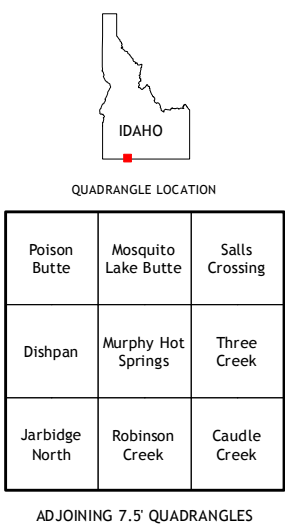 IDAHO
QUADRANGLE LOCATION
Poison
Butte
Mosquito
Lake Butte
Salls
Crossing
Dishpan
Murphy Hot
Springs
Three
Creek
Jarbidge
North
Robinson
Creek
Caudle
Creek
ADJOINING 7.5' QUADRANGLES